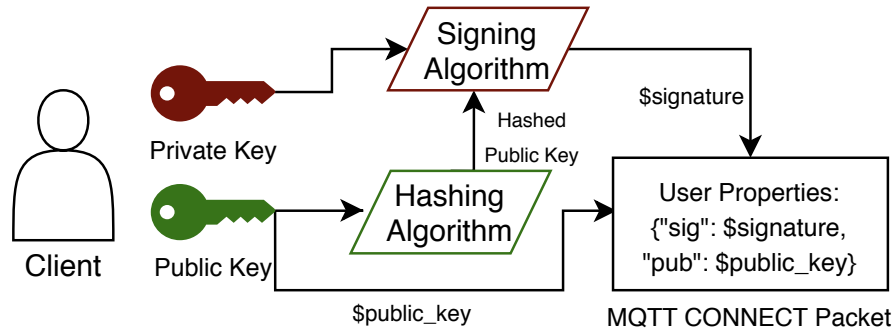 Signing
Algorithm
$signature
Hashed
Public Key
Private Key
Hashing
Algorithm
User Properties:
{"sig": $signature,
"pub": $public_key}
Client
Public Key
$public_key
MQTT CONNECT Packet